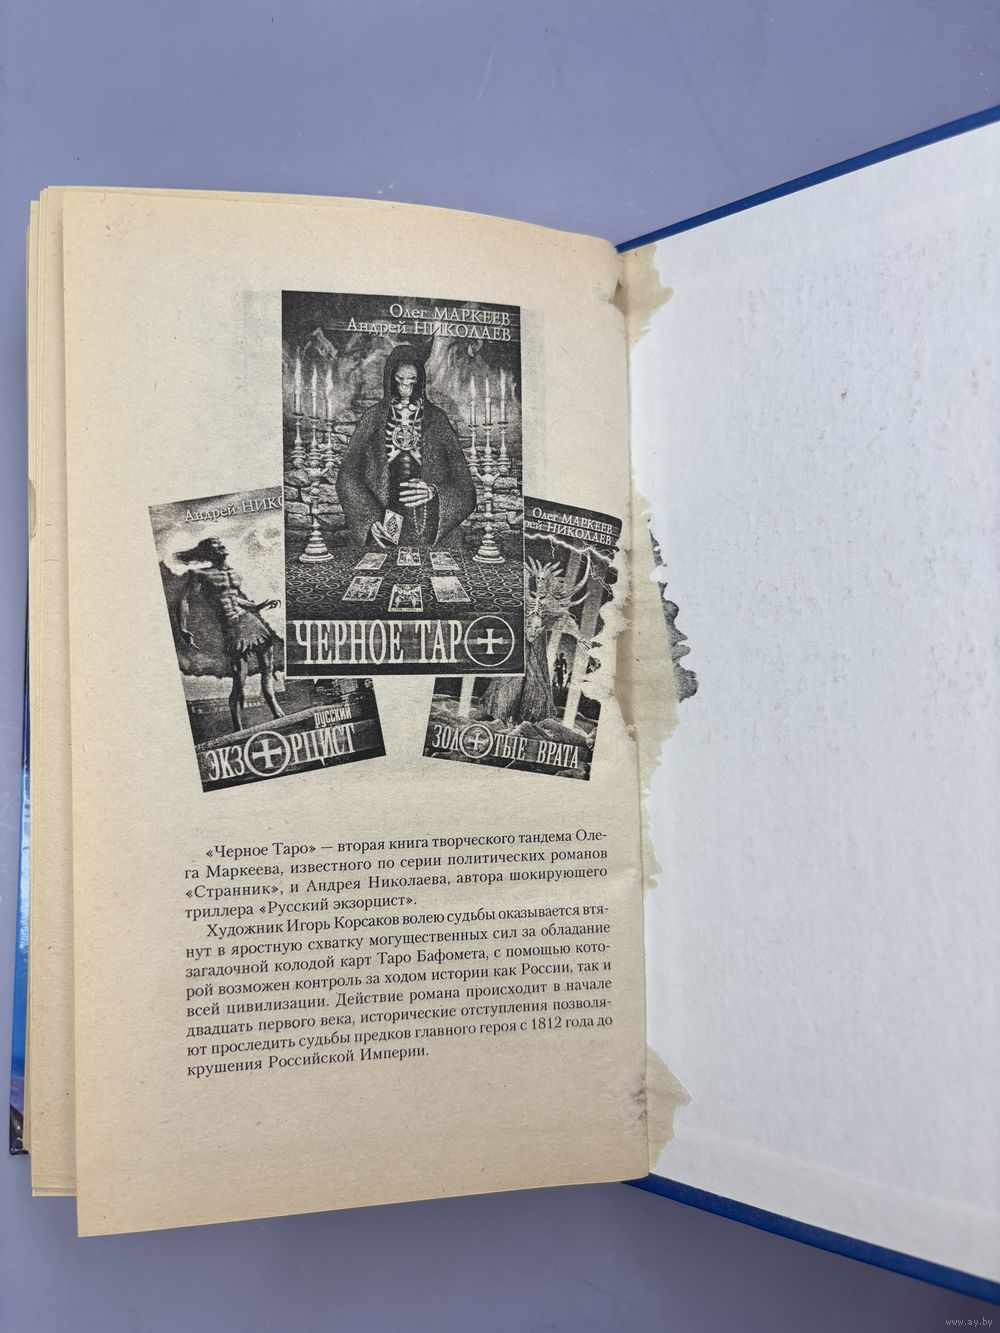 Олег МАРКЕЕВ
Андрей НИКОЛАЕВ
ЧЕРНОЕ ТАРО
Андрей НИКО
русский
ЭКЗОРЦИСТ
Олег МАРКЕЕВ
рей НИКОЛАЕВ
ЗОЛОТЫЕ ВРАТА
«Черное Таро» — вторая книга творческого тандема Оле-
га Маркеева, известного по серии политических романов
«Странник», и Андрея Николаева, автора шокирующего
триллера «Русский экзорцист».
Художник Игорь Корсаков волею судьбы оказывается втя-
нут в яростную схватку могущественных сил за обладание
загадочной колодой карт Таро Бафомета, с помощью кото-
рой возможен контроль за ходом истории как России, так и
всей цивилизации. Действие романа происходит в начале
двадцать первого века, исторические отступления позволя-
ют проследить судьбы предков главного героя с 1812 года до
крушения Российской Империи.
www.ay.by